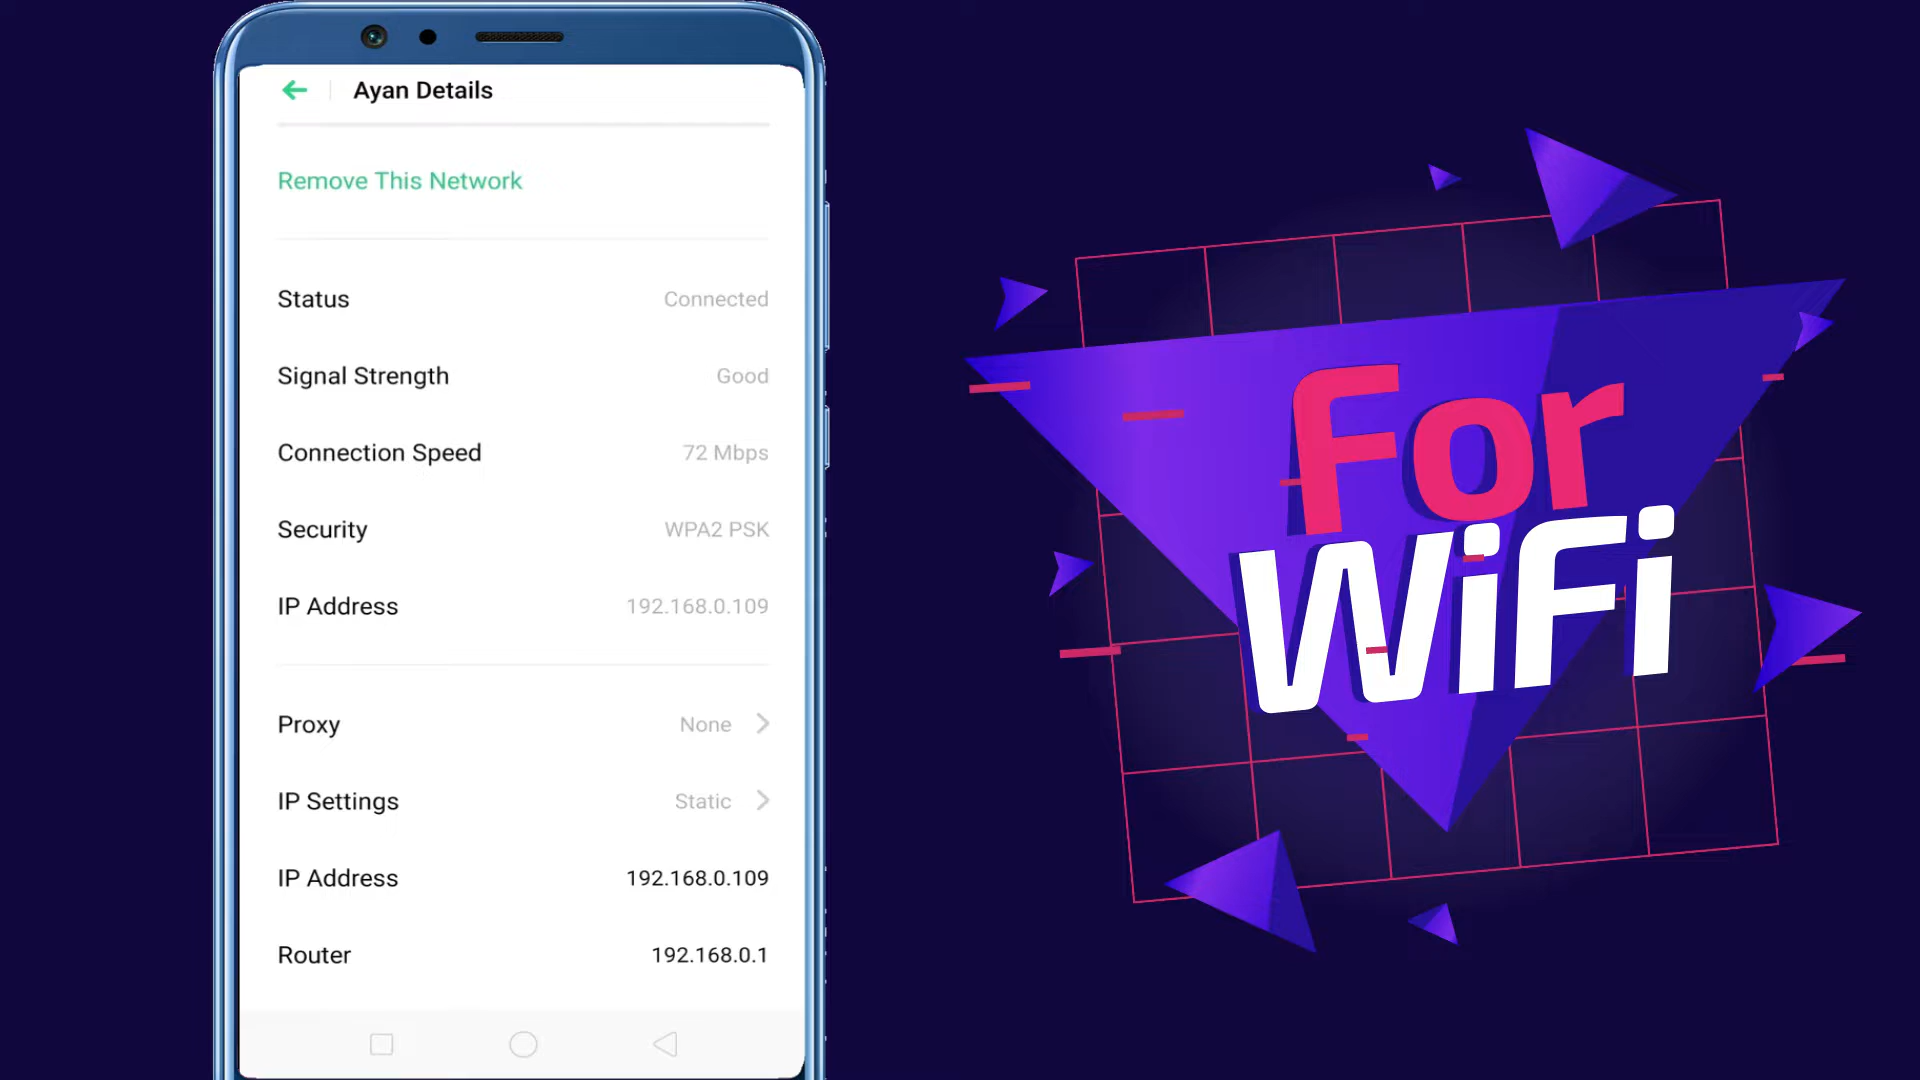 Ayan Details
Remove This Network
Status Connected
Signal Strength Good
Connection Speed 72 Mbps
Security WPA2 PSK
IP Address 192.168.0.109
Proxy None
IP Settings Static
IP Address 192.168.0.109
Router 192.168.0.1
For
WiFi